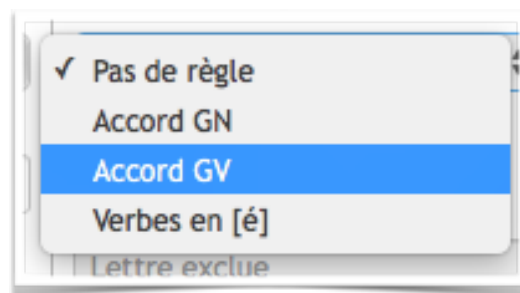 ✓ Pas de règle
Accord GN
Accord GV
Verbes en [é]
Lettre exclue